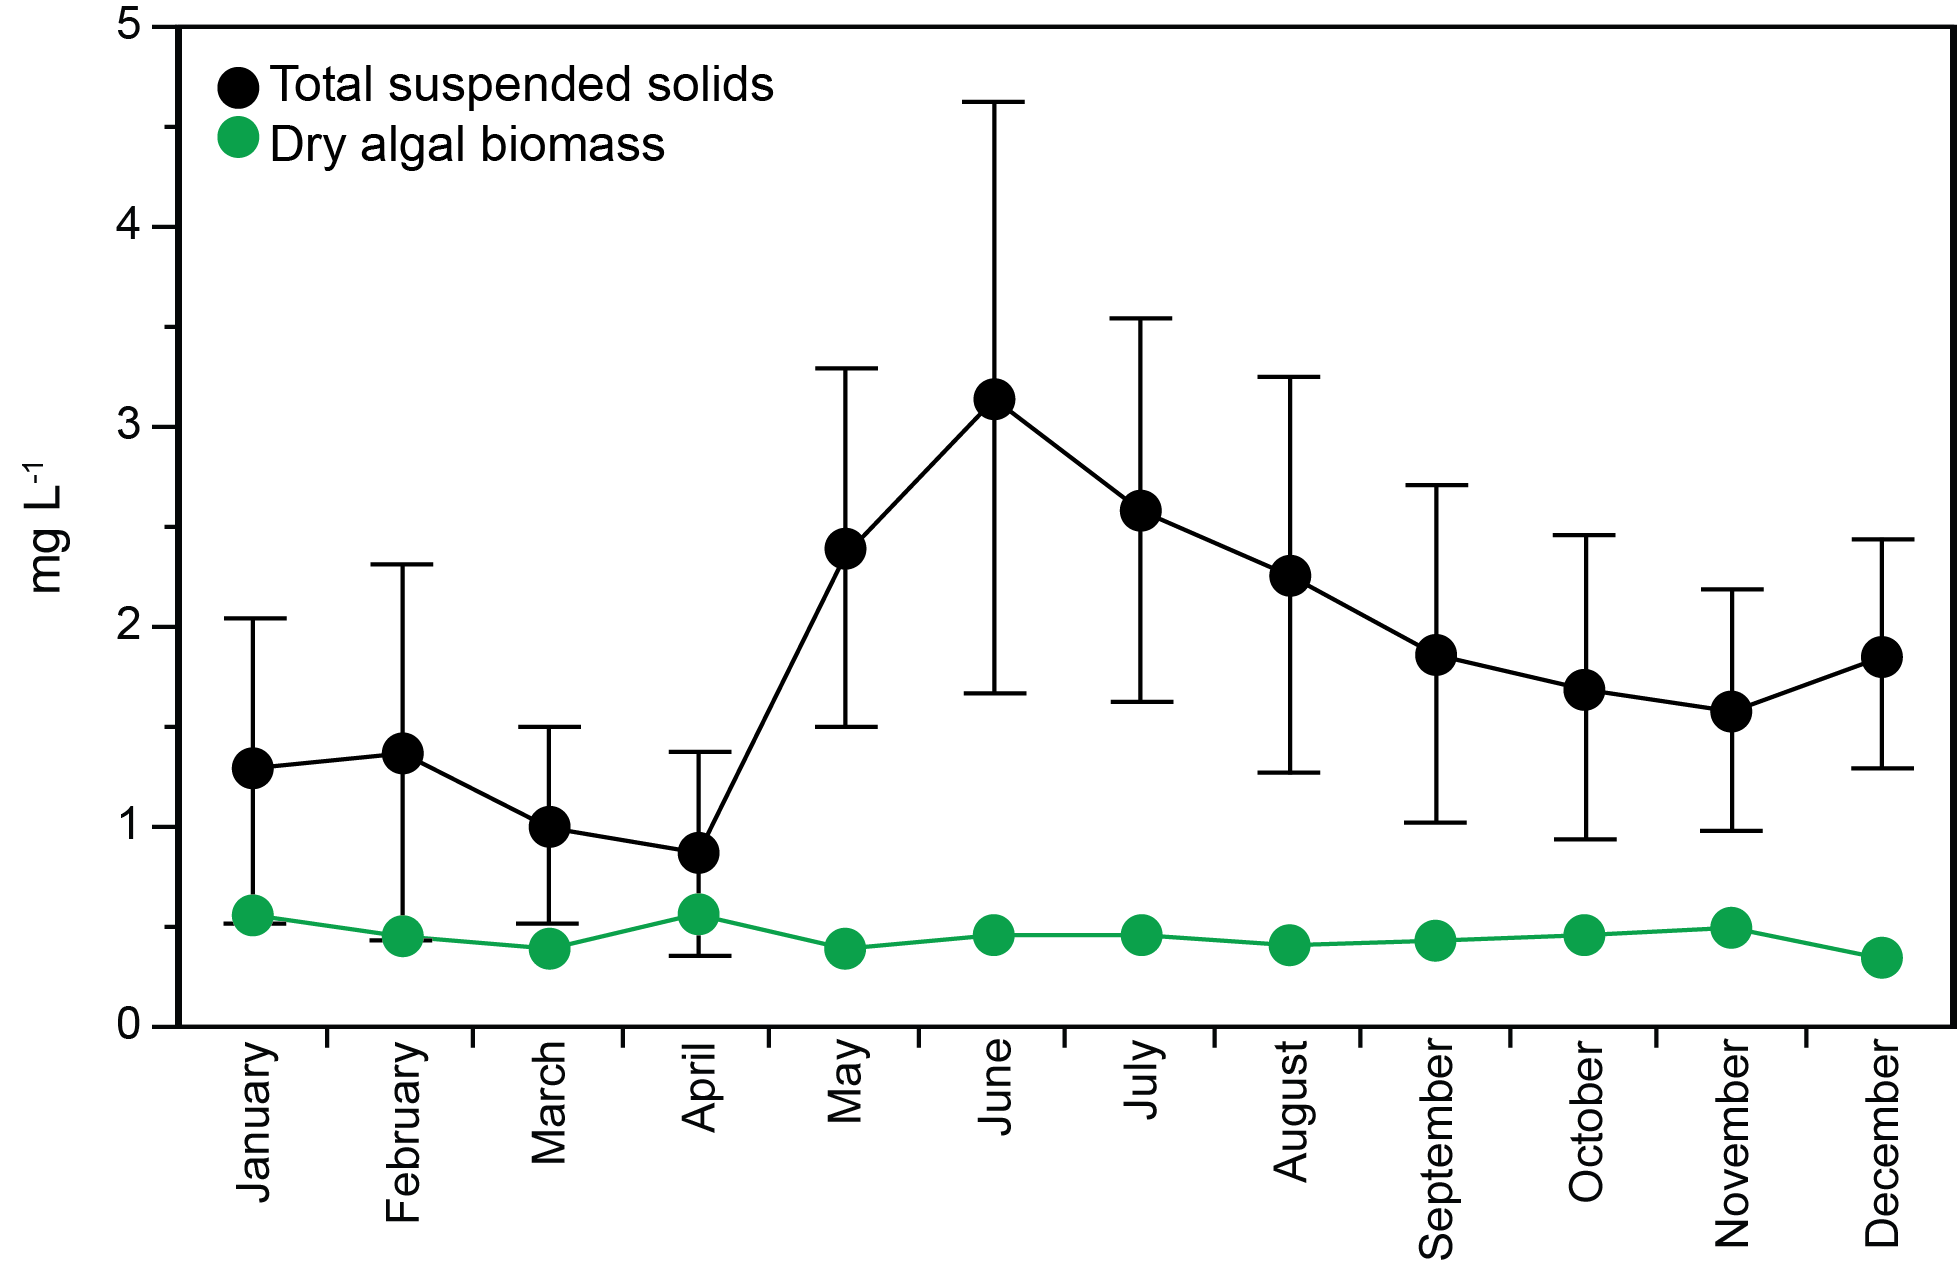 5
4
3
2
1
0
mg L-1
Total suspended solids
Dry algal biomass
January
February
March
April
May
June
July
August
September
October
November
December